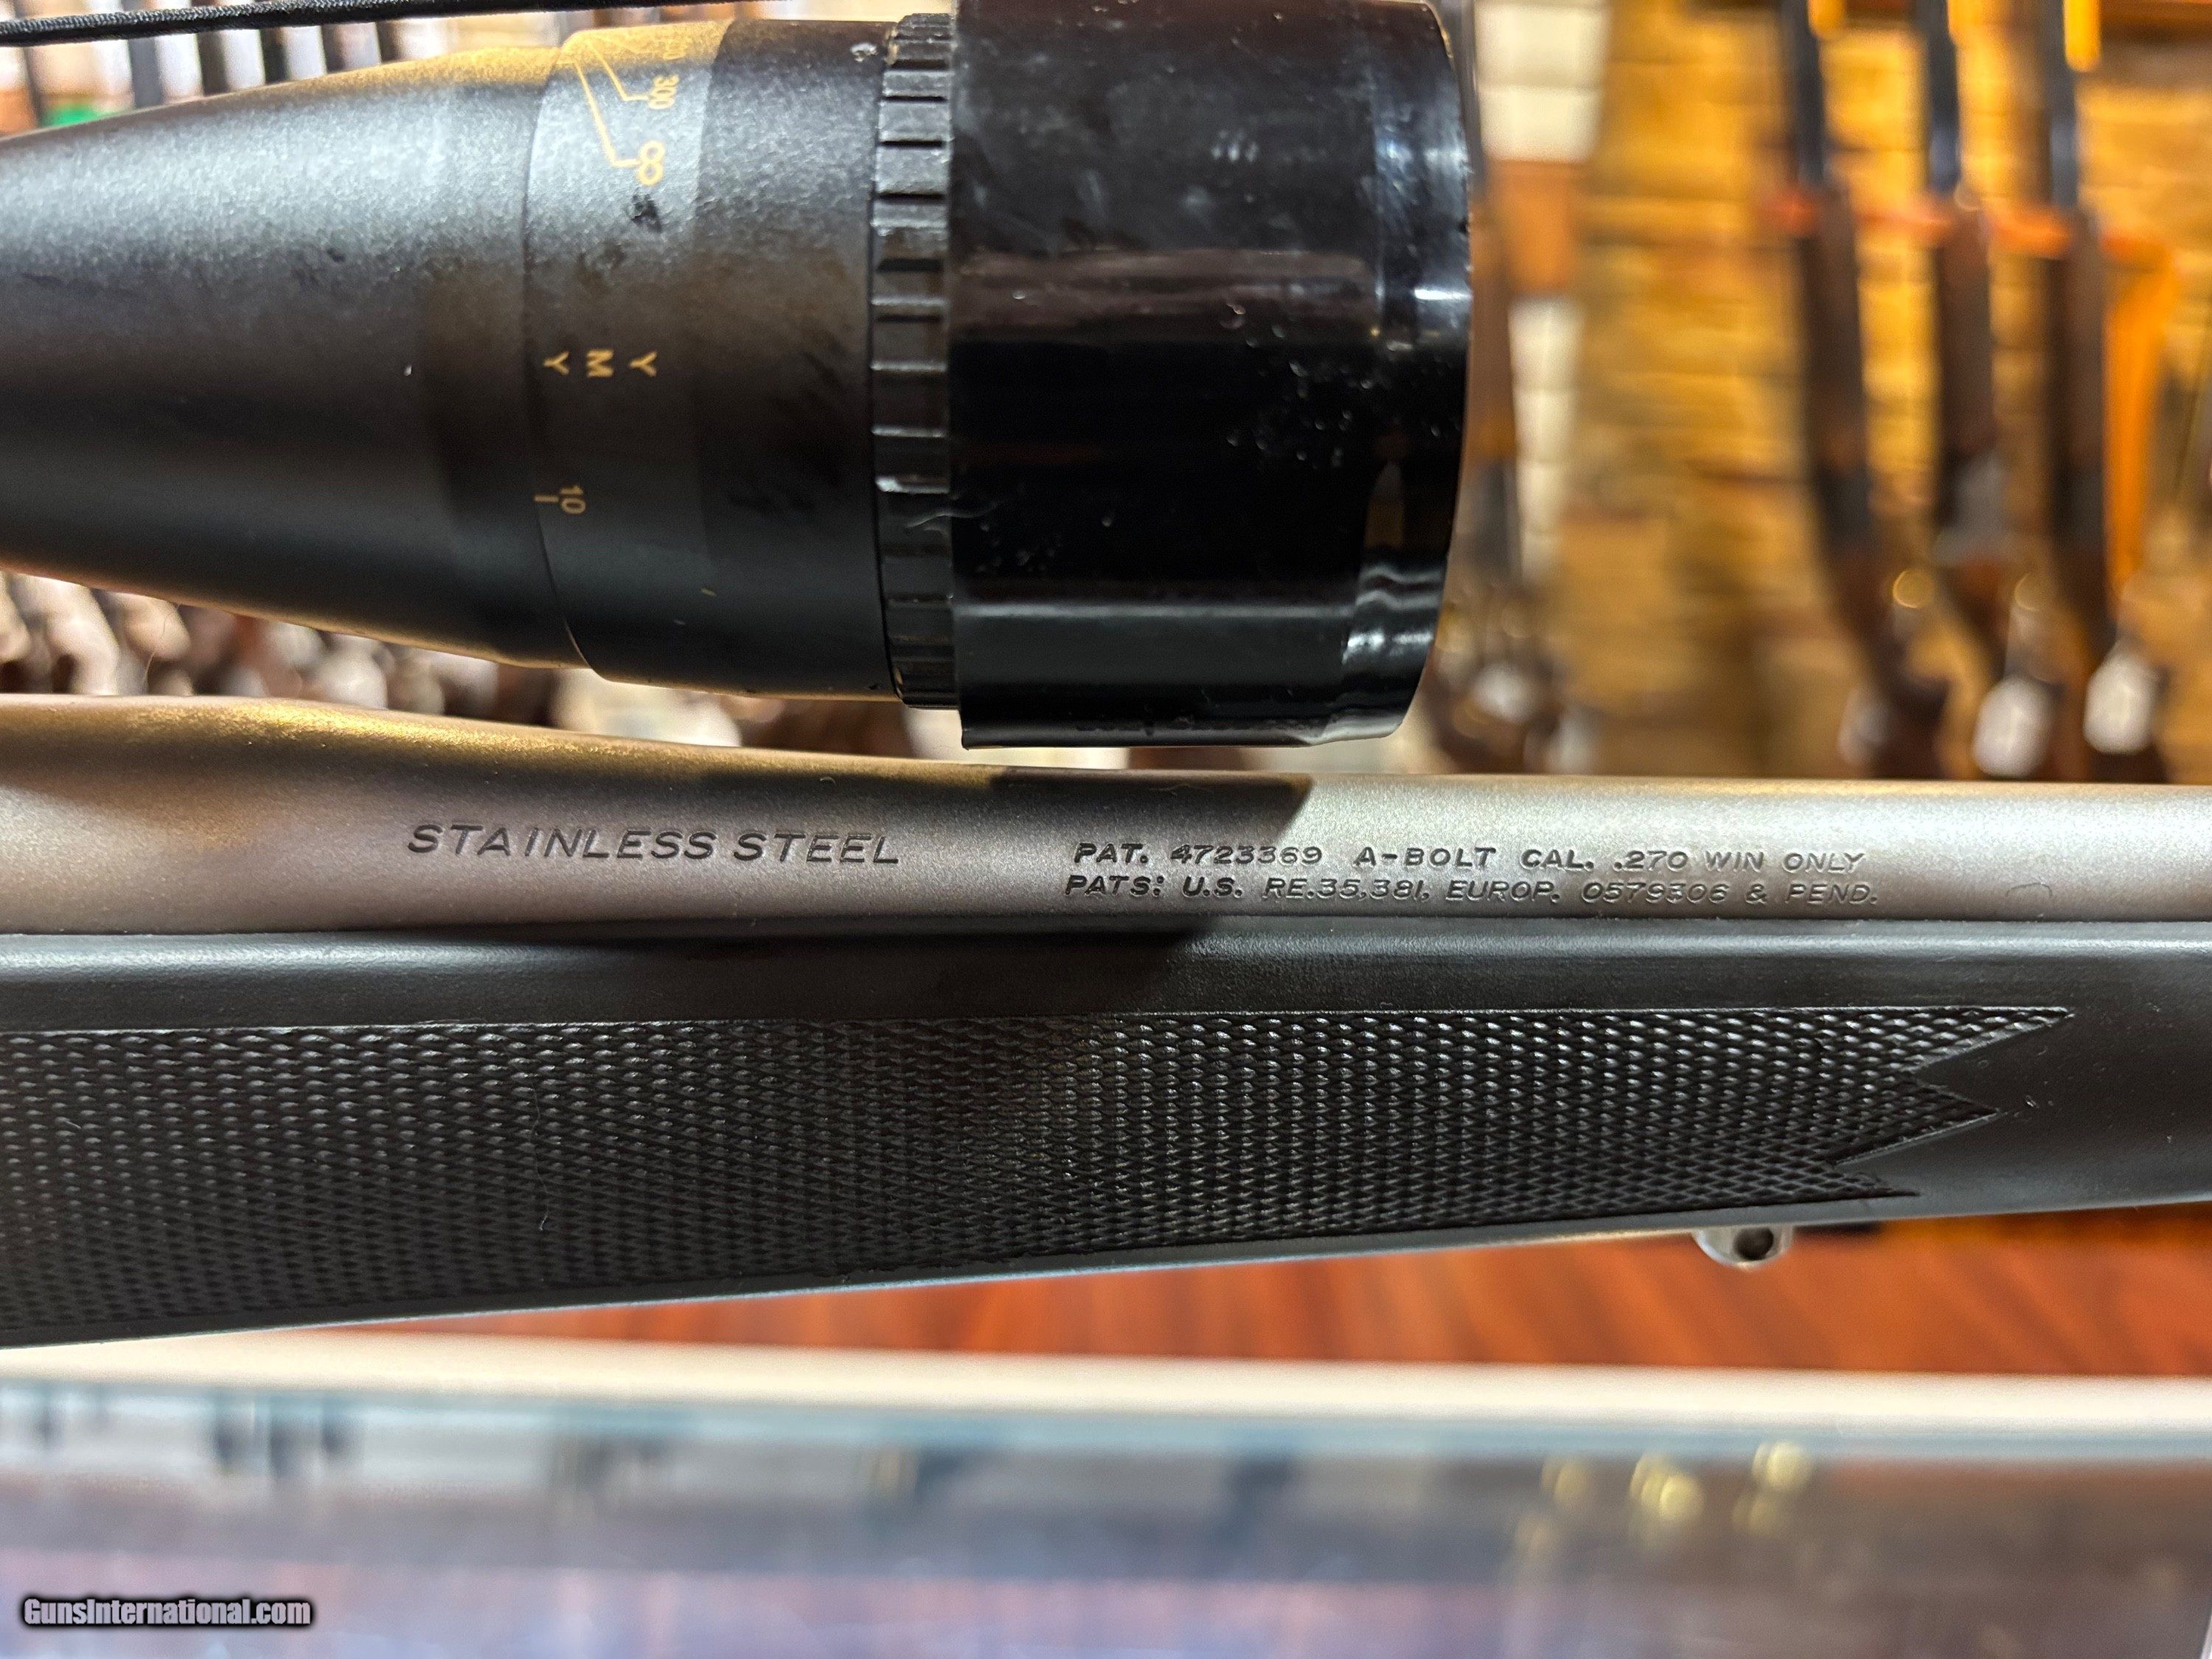 300
∞
Y
M
Y
10
STAINLESS STEEL
PAT. 4723369 A-BOLT CAL. .270 WIN ONLY
PATS: U.S. RE.35,381, EUROP. 0579306 & PEND.
GunsInternational.com